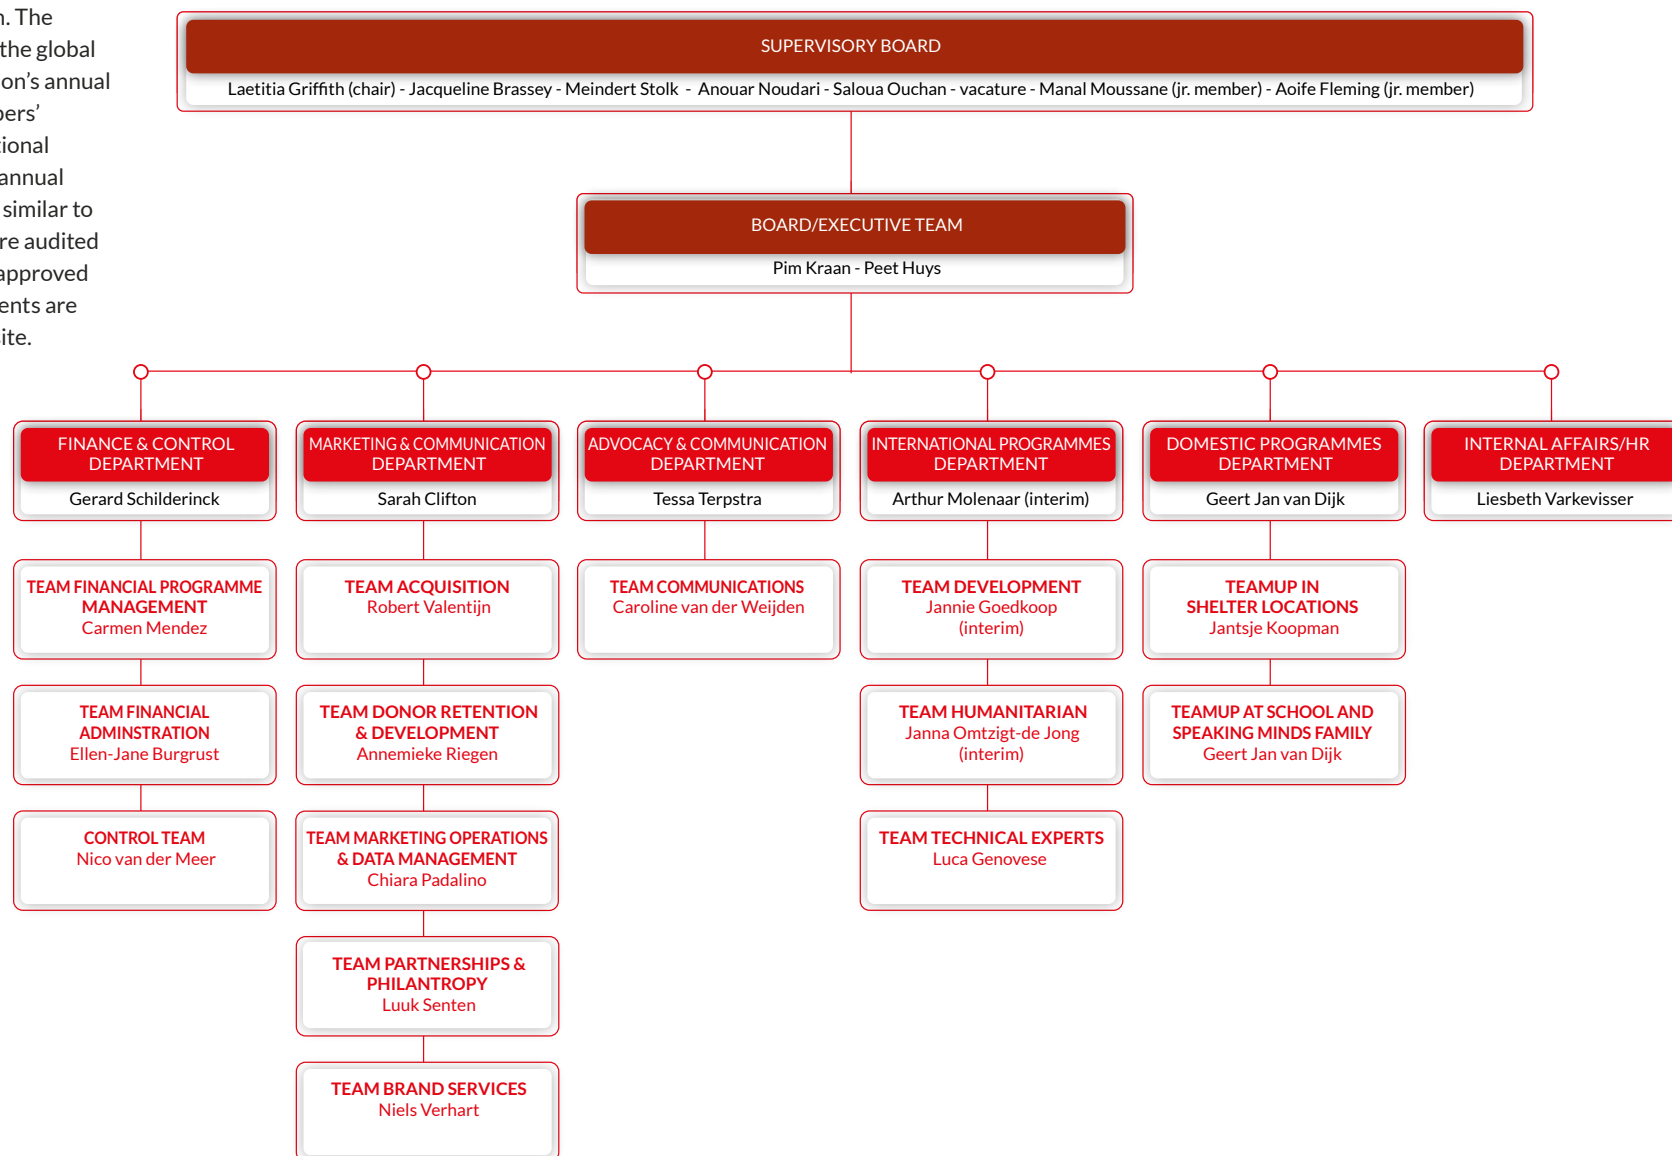 n. The
the global
ion's annual
bers'
tional
annual
similar to
re audited
approved
ents are
site.
SUPERVISORY BOARD
Laetitia Griffith (chair) - Jacqueline Brassey - Meindert Stolk - Anouar Noudari - Saloua Ouchan - vacature - Manal Moussane (jr. member) - Aoife Fleming (jr. member)
BOARD/EXECUTIVE TEAM
Pim Kraan - Peet Huys
FINANCE & CONTROL
DEPARTMENT
Gerard Schilderinck
TEAM FINANCIAL PROGRAMME
MANAGEMENT
Carmen Mendez
TEAM FINANCIAL
ADMINSTRATION
Ellen-Jane Burgrust
CONTROL TEAM
Nico van der Meer
MARKETING & COMMUNICATION
DEPARTMENT
Sarah Clifton
TEAM ACQUISITION
Robert Valentijn
TEAM DONOR RETENTION
& DEVELOPMENT
Annemieke Riegen
TEAM MARKETING OPERATIONS
& DATA MANAGEMENT
Chiara Padalino
TEAM PARTNERSHIPS &
PHILANTROPY
Luuk Senten
TEAM BRAND SERVICES
Niels Verhart
ADVOCACY & COMMUNICATION
DEPARTMENT
Tessa Terpstra
TEAM COMMUNICATIONS
Caroline van der Weijden
INTERNATIONAL PROGRAMMES
DEPARTMENT
Arthur Molenaar (interim)
TEAM DEVELOPMENT
Jannie Goedkoop
(interim)
TEAM HUMANITARIAN
Janna Omtzigt-de Jong
(interim)
TEAM TECHNICAL EXPERTS
Luca Genovese
DOMESTIC PROGRAMMES
DEPARTMENT
Geert Jan van Dijk
TEAMUP IN
SHELTER LOCATIONS
Jantsje Koopman
TEAMUP AT SCHOOL AND
SPEAKING MINDS FAMILY
Geert Jan van Dijk
INTERNAL AFFAIRS/HR
DEPARTMENT
Liesbeth Varkevisser